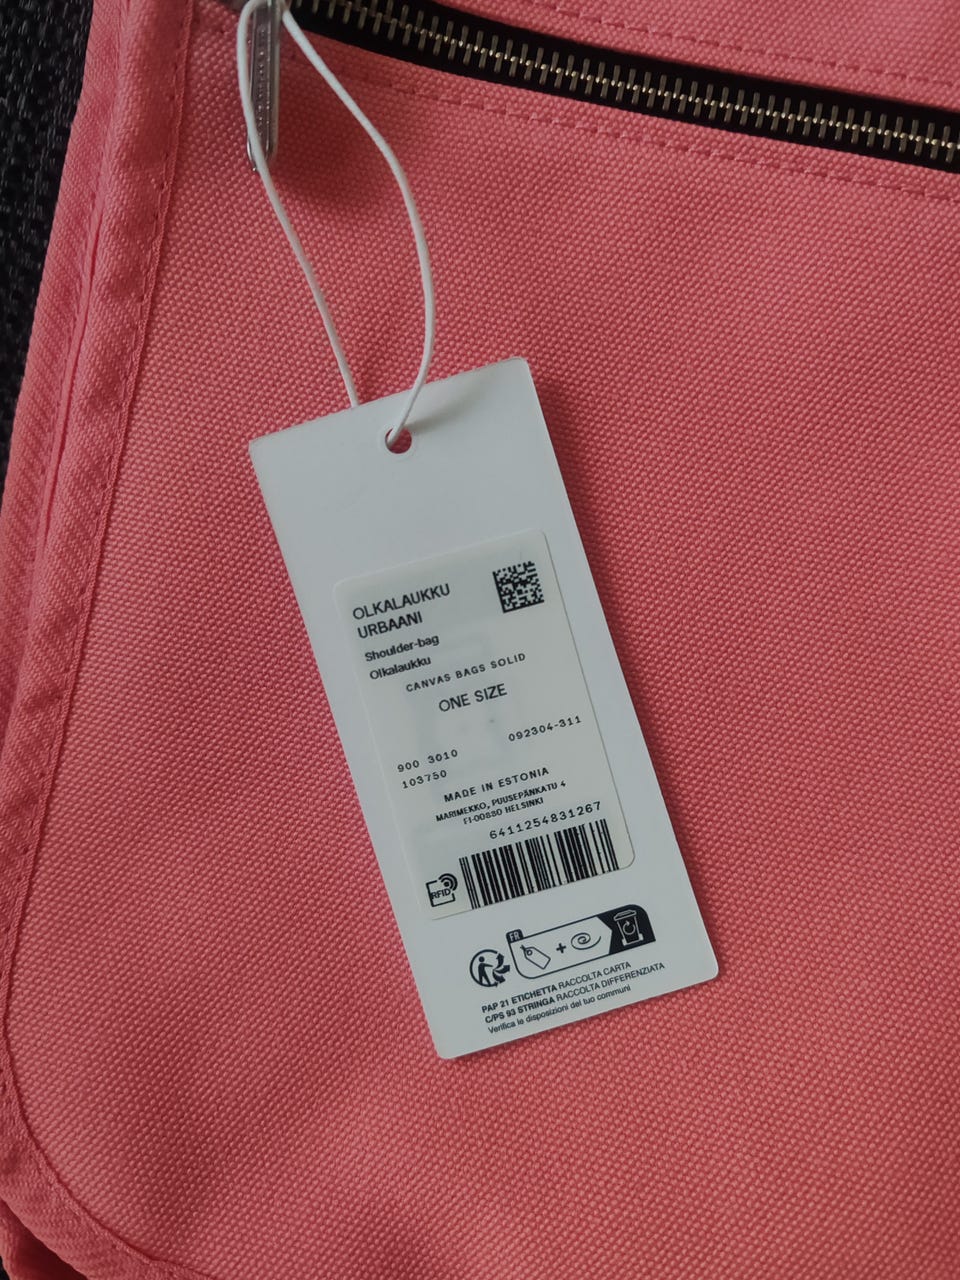 OLKALAUKKU
URBAANI
Shoulder-bag
Olkalaukku
CANVAS BAGS SOLID
ONE SIZE
900 3010 092304-311
103750
MADE IN ESTONIA
MARIMEKKO, PUUSEPÄNKATU 4
FI-00880 HELSINKI
6411254831267
RFID
FR
PAP 21 ETICHETTA RACCOLTA CARTA
C/PS 93 STRINGA RACCOLTA DIFFERENZIATA
Verifica le disposizioni del tuo communi